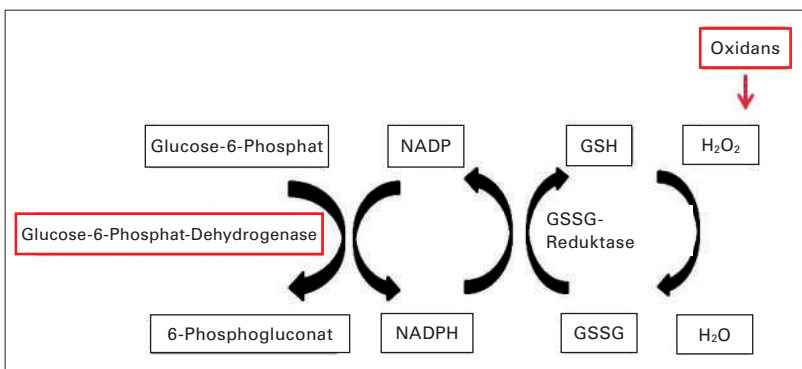 Oxidans
Glucose-6-Phosphat
NADP
GSH
H₂O₂
Glucose-6-Phosphat-Dehydrogenase
GSSG-
Reduktase
6-Phosphogluconat
NADPH
GSSG
H₂O